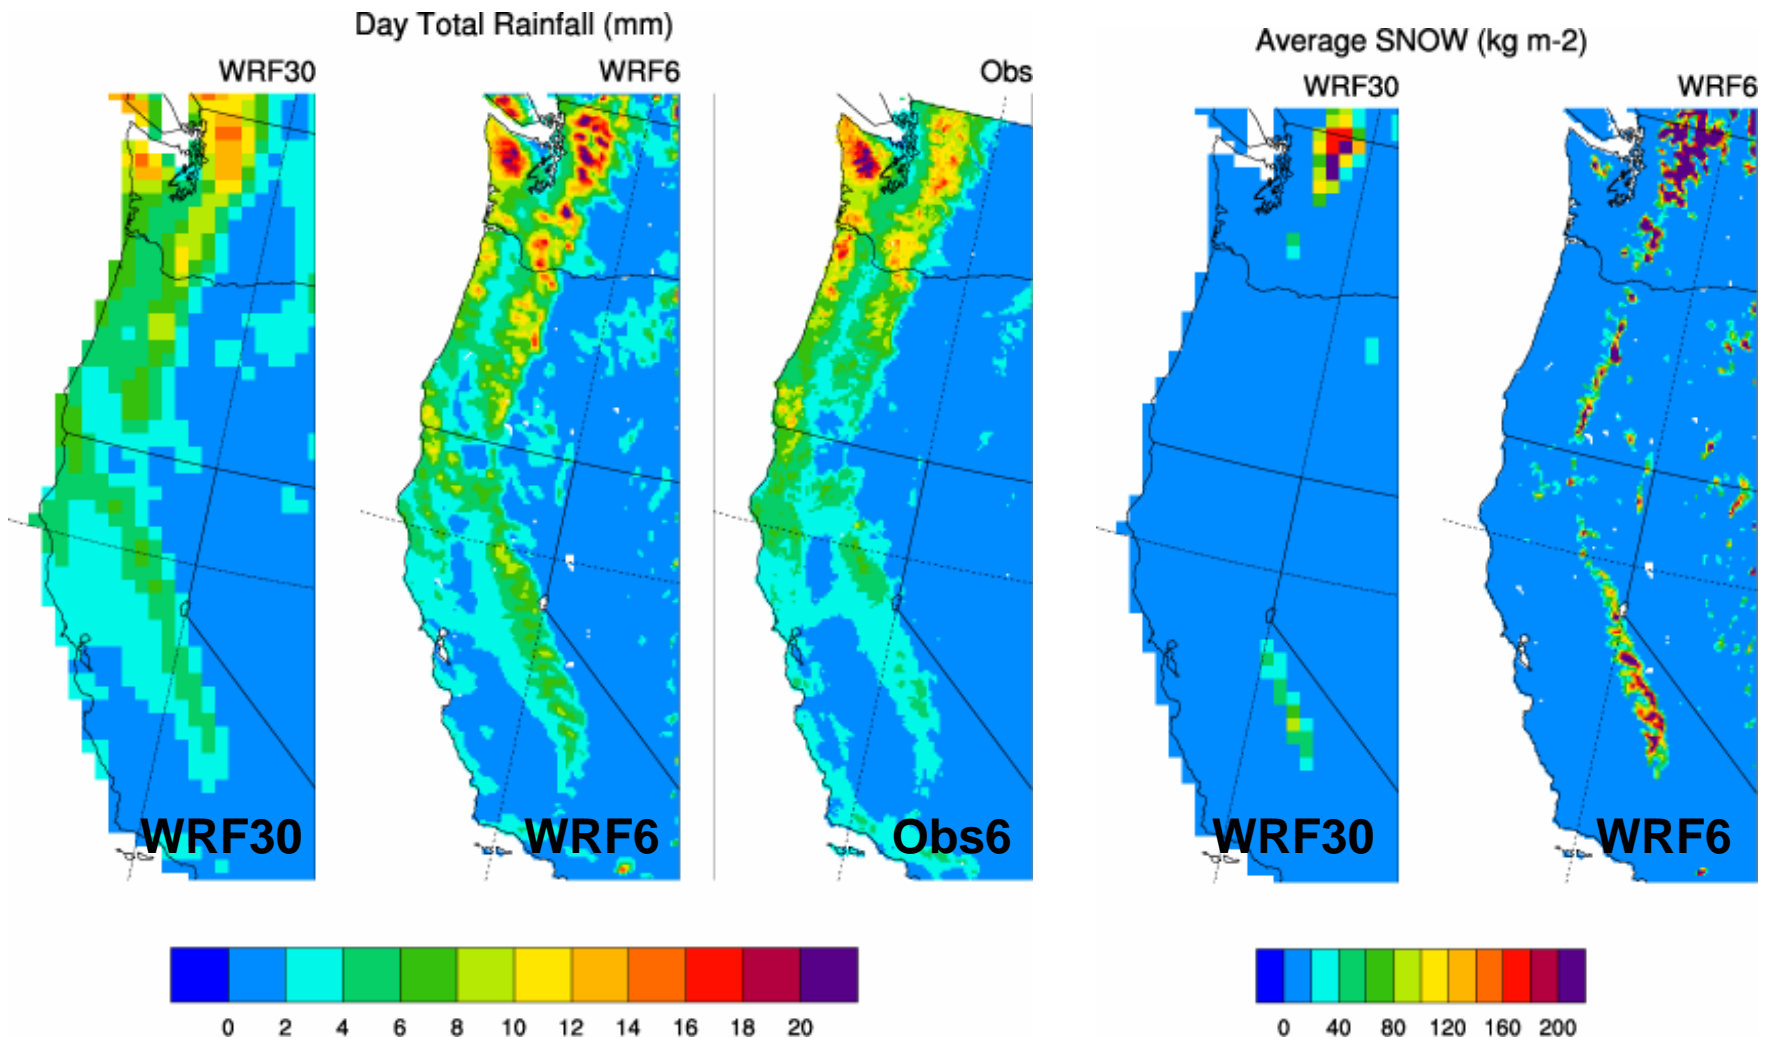 Day Total Rainfall (mm)
WRF30
WRF6
Obs
Average SNOW (kg m-2)
WRF30
WRF6
WRF30
WRF6
Obs6
WRF30
WRF6
0 2 4 6 8 10 12 14 16 18 20
0 40 80 120 160 200